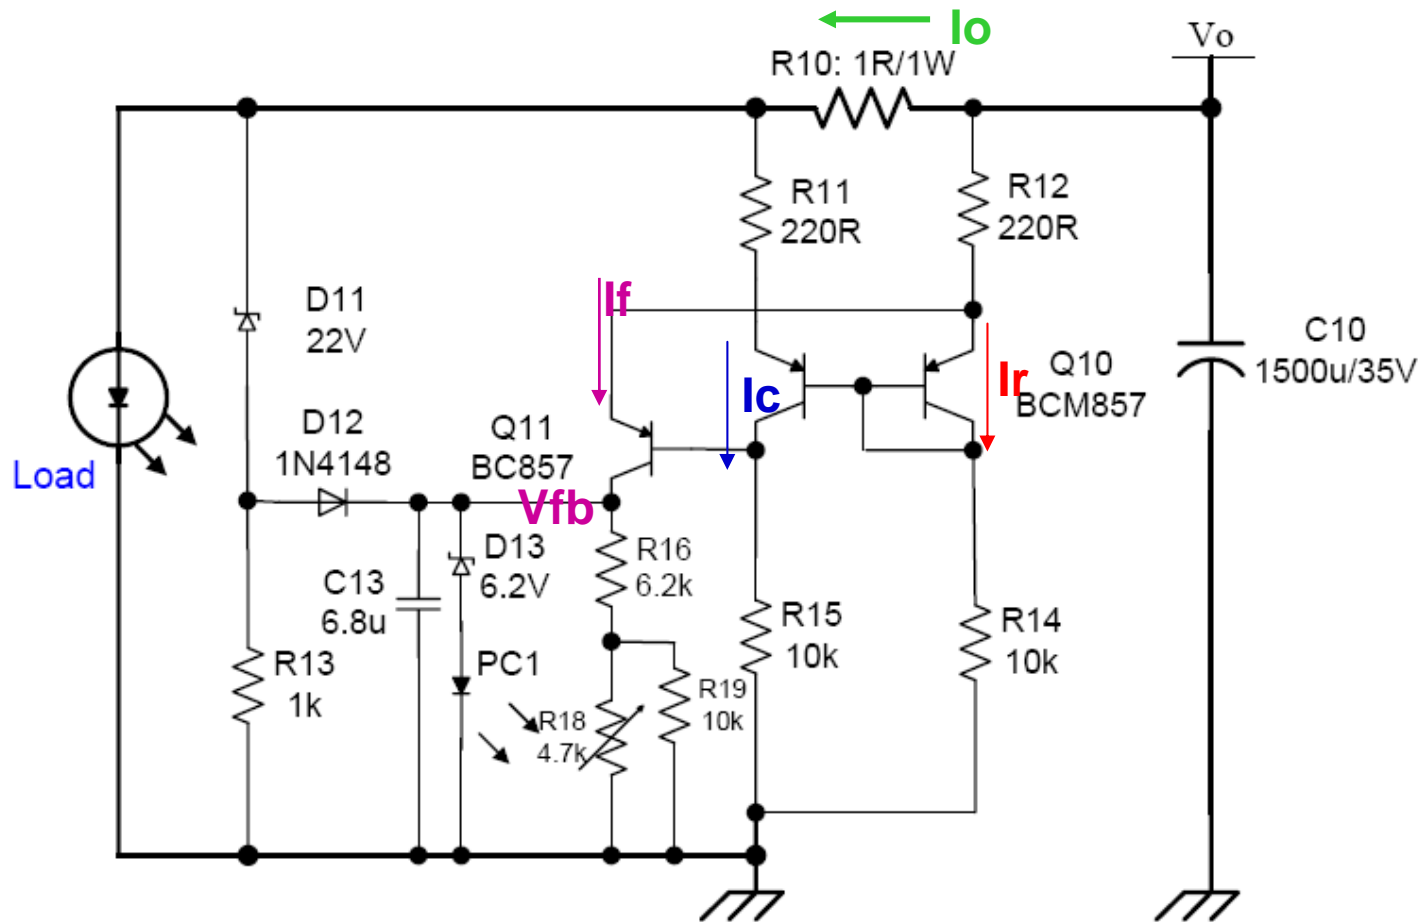 Io
Vo
R10: 1R/1W
R11
220R
R12
220R
If
D11
22V
C10
1500u/35V
Ic
Ir
Q10
BCM857
D12
1N4148
Q11
BC857
Load
Vfb
D13
6.2V
R16
6.2k
C13
6.8u
R15
10k
R14
10k
R13
1k
PC1
R19
10k
R18
4.7k